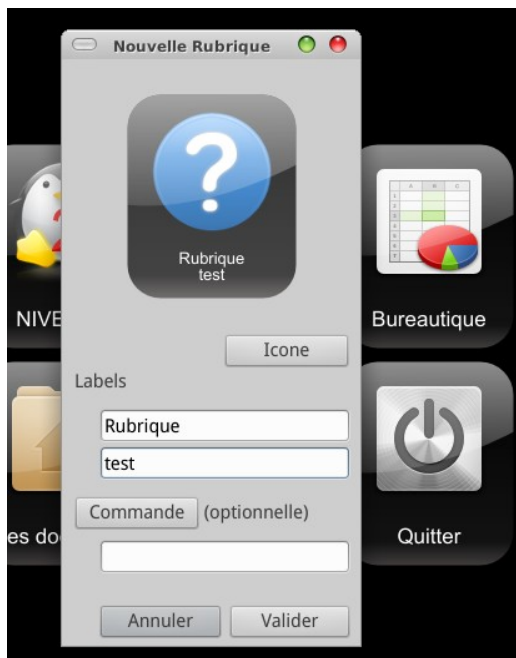 Nouvelle Rubrique
Rubrique
test
NIVE
Bureautique
Icone
Labels
Rubrique
test
Commande (optionnelle)
es do
Quitter
Annuler Valider